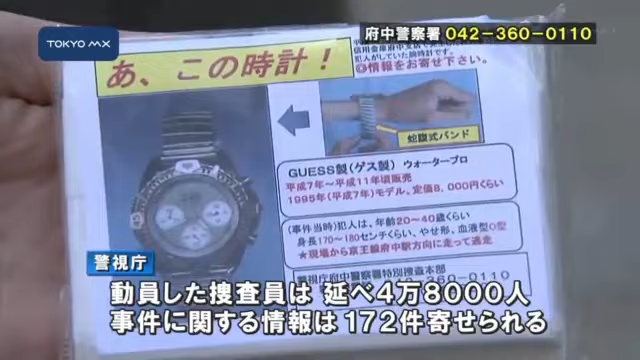 TOKYO MX
府中警察署 042-360-0110
あ、この時計！
犯人がしていた腕時計です。
◎情報をお寄せ下さい。
蛇腹式バンド
GUESS製(ゲス製) ウォータープロ
平成7年～平成11年頃販売
1995年(平成7年)モデル。定価8,000円くらい
(事件当時)犯人は、年齢20～40歳くらい
身長170～180センチくらい、やせ形。血液型O型
★現場から京王線府中駅方向に走って逃走
警視庁府中警察署特別捜査本部
-360-0110
警視庁
動員した捜査員は 延べ4万8000人
事件に関する情報は172件寄せられる